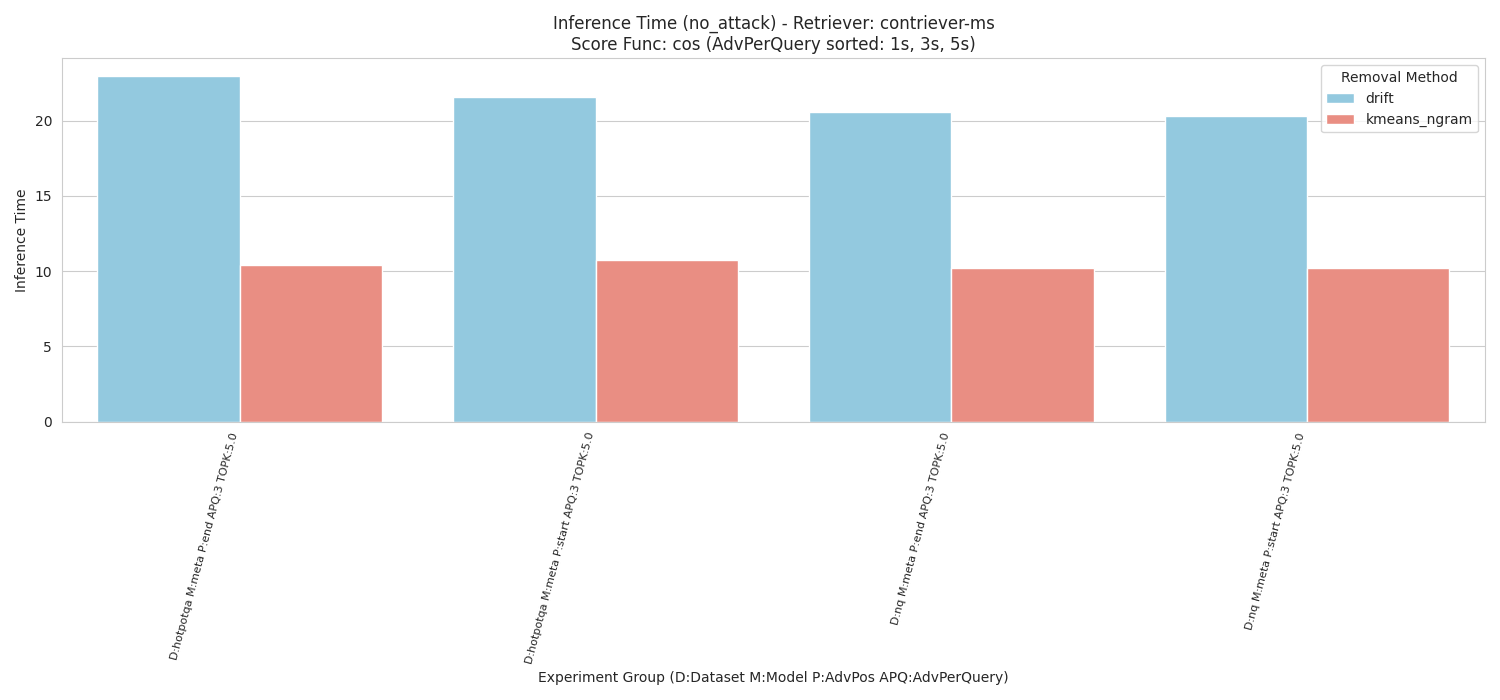 Inference Time (no_attack) - Retriever: contriever-ms
Score Func: cos (AdvPerQuery sorted: 1s, 3s, 5s)
Removal Method
drift
kmeans_ngram
Inference Time
20
15
10
5
0
D:hotpotqa M:meta P:end APQ:3 TOPK:5.0
D:hotpotqa M:meta P:start APQ:3 TOPK:5.0
D:nq M:meta P:end APQ:3 TOPK:5.0
D:nq M:meta P:start APQ:3 TOPK:5.0
Experiment Group (D:Dataset M:Model P:AdvPos APQ:AdvPerQuery)